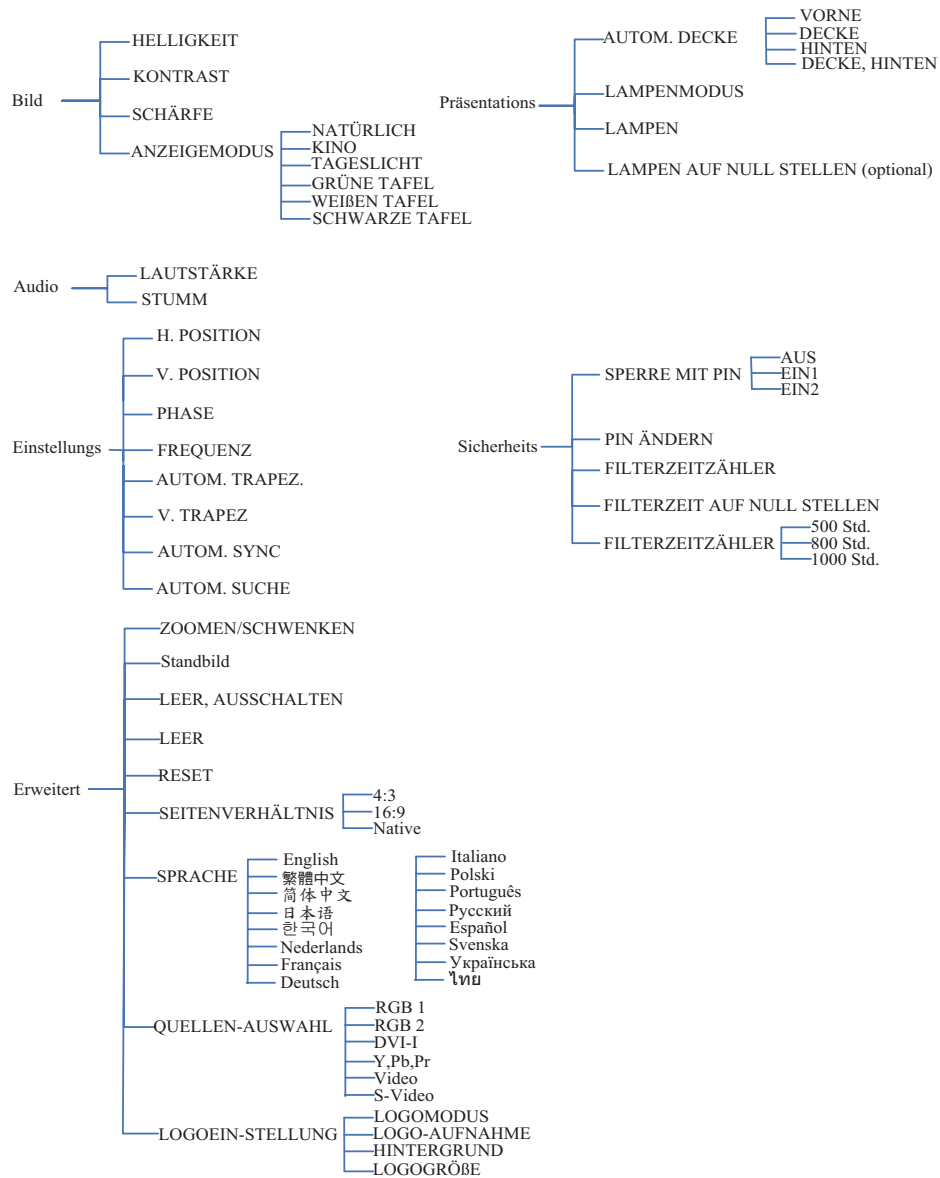 Bild
HELLIGKEIT
KONTRAST
SCHÄRFE
ANZEIGEMODUS
NATÜRLICH
KINO
TAGESLICHT
GRÜNE TAFEL
WEIßEN TAFEL
SCHWARZE TAFEL
Präsentations
AUTOM. DECKE
VORNE
DECKE
HINTEN
DECKE, HINTEN
LAMPENMODUS
LAMPEN
LAMPEN AUF NULL STELLEN (optional)
Audio
LAUTSTÄRKE
STUMM
Einstellungs
H. POSITION
V. POSITION
PHASE
FREQUENZ
AUTOM. TRAPEZ.
V. TRAPEZ
AUTOM. SYNC
AUTOM. SUCHE
Sicherheits
SPERRE MIT PIN
AUS
EIN1
EIN2
PIN ÄNDERN
FILTERZEITZÄHLER
FILTERZEIT AUF NULL STELLEN
FILTERZEITZÄHLER
500 Std.
800 Std.
1000 Std.
Erweitert
ZOOMEN/SCHWENKEN
Standbild
LEER, AUSSCHALTEN
LEER
RESET
SEITENVERHÄLTNIS
4:3
16:9
Native
SPRACHE
English
繁體中文
简体中文
日本语
한국어
Nederlands
Français
Deutsch
Italiano
Polski
Português
Русский
Español
Svenska
Українська
ไทย
QUELLEN-AUSWAHL
RGB 1
RGB 2
DVI-I
Y,Pb,Pr
Video
S-Video
LOGOEIN-STELLUNG
LOGOMODUS
LOGO-AUFNAHME
HINTERGRUND
LOGOGRÖßE